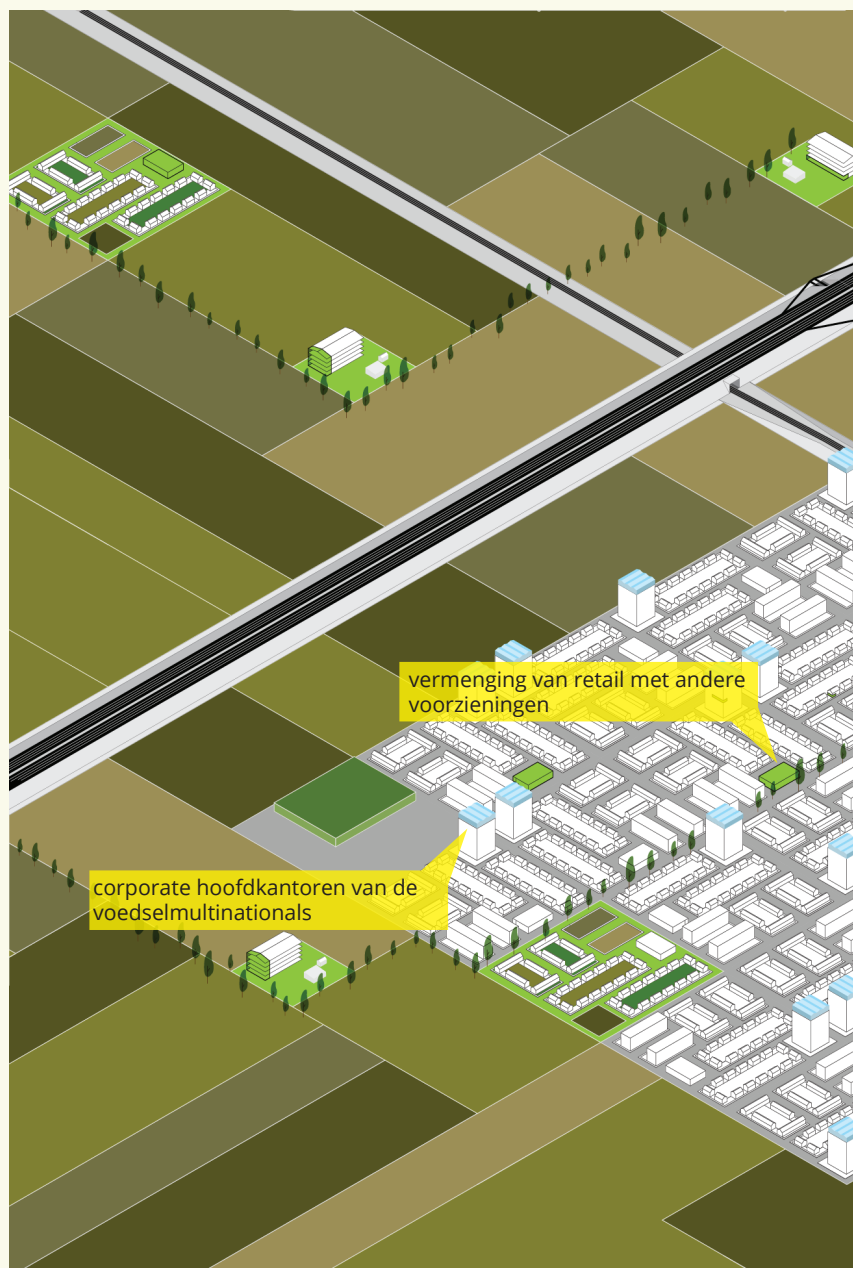 vermenging van retail met andere
voorzieningen
corporate hoofdkantoren van de
voedselmultinationals